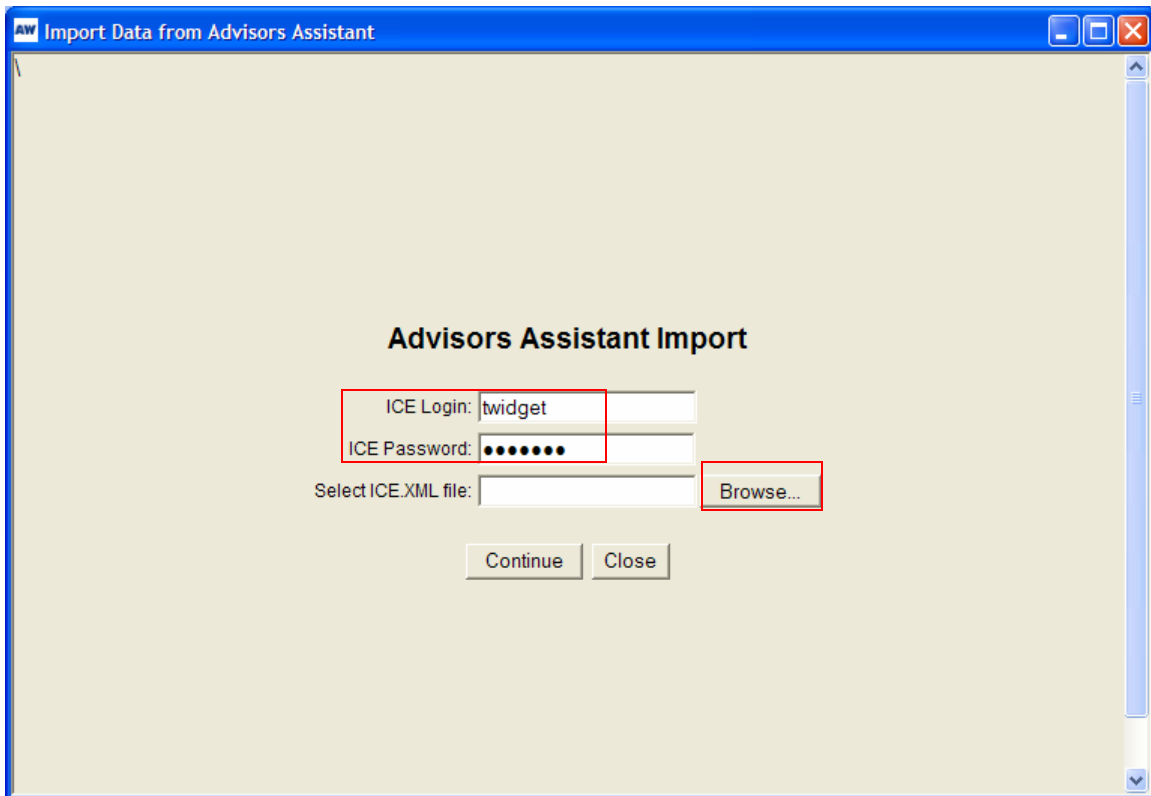 AW Import Data from Advisors Assistant
\
Advisors Assistant Import
ICE Login: twidget
ICE Password: •••••••
Select ICE.XML file: Browse...
Continue Close